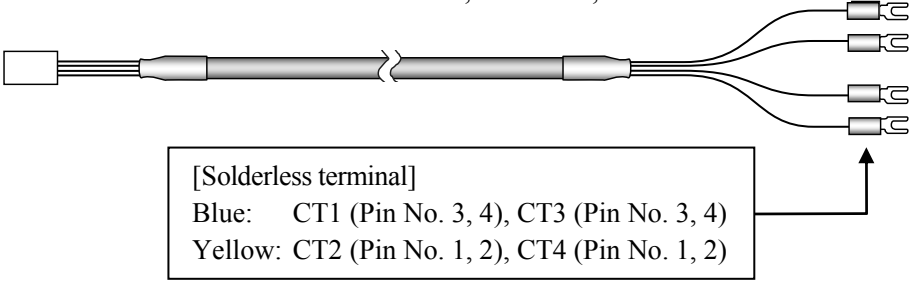 [Solderless terminal]
Blue: CT1 (Pin No. 3, 4), CT3 (Pin No. 3, 4)
Yellow: CT2 (Pin No. 1, 2), CT4 (Pin No. 1, 2)